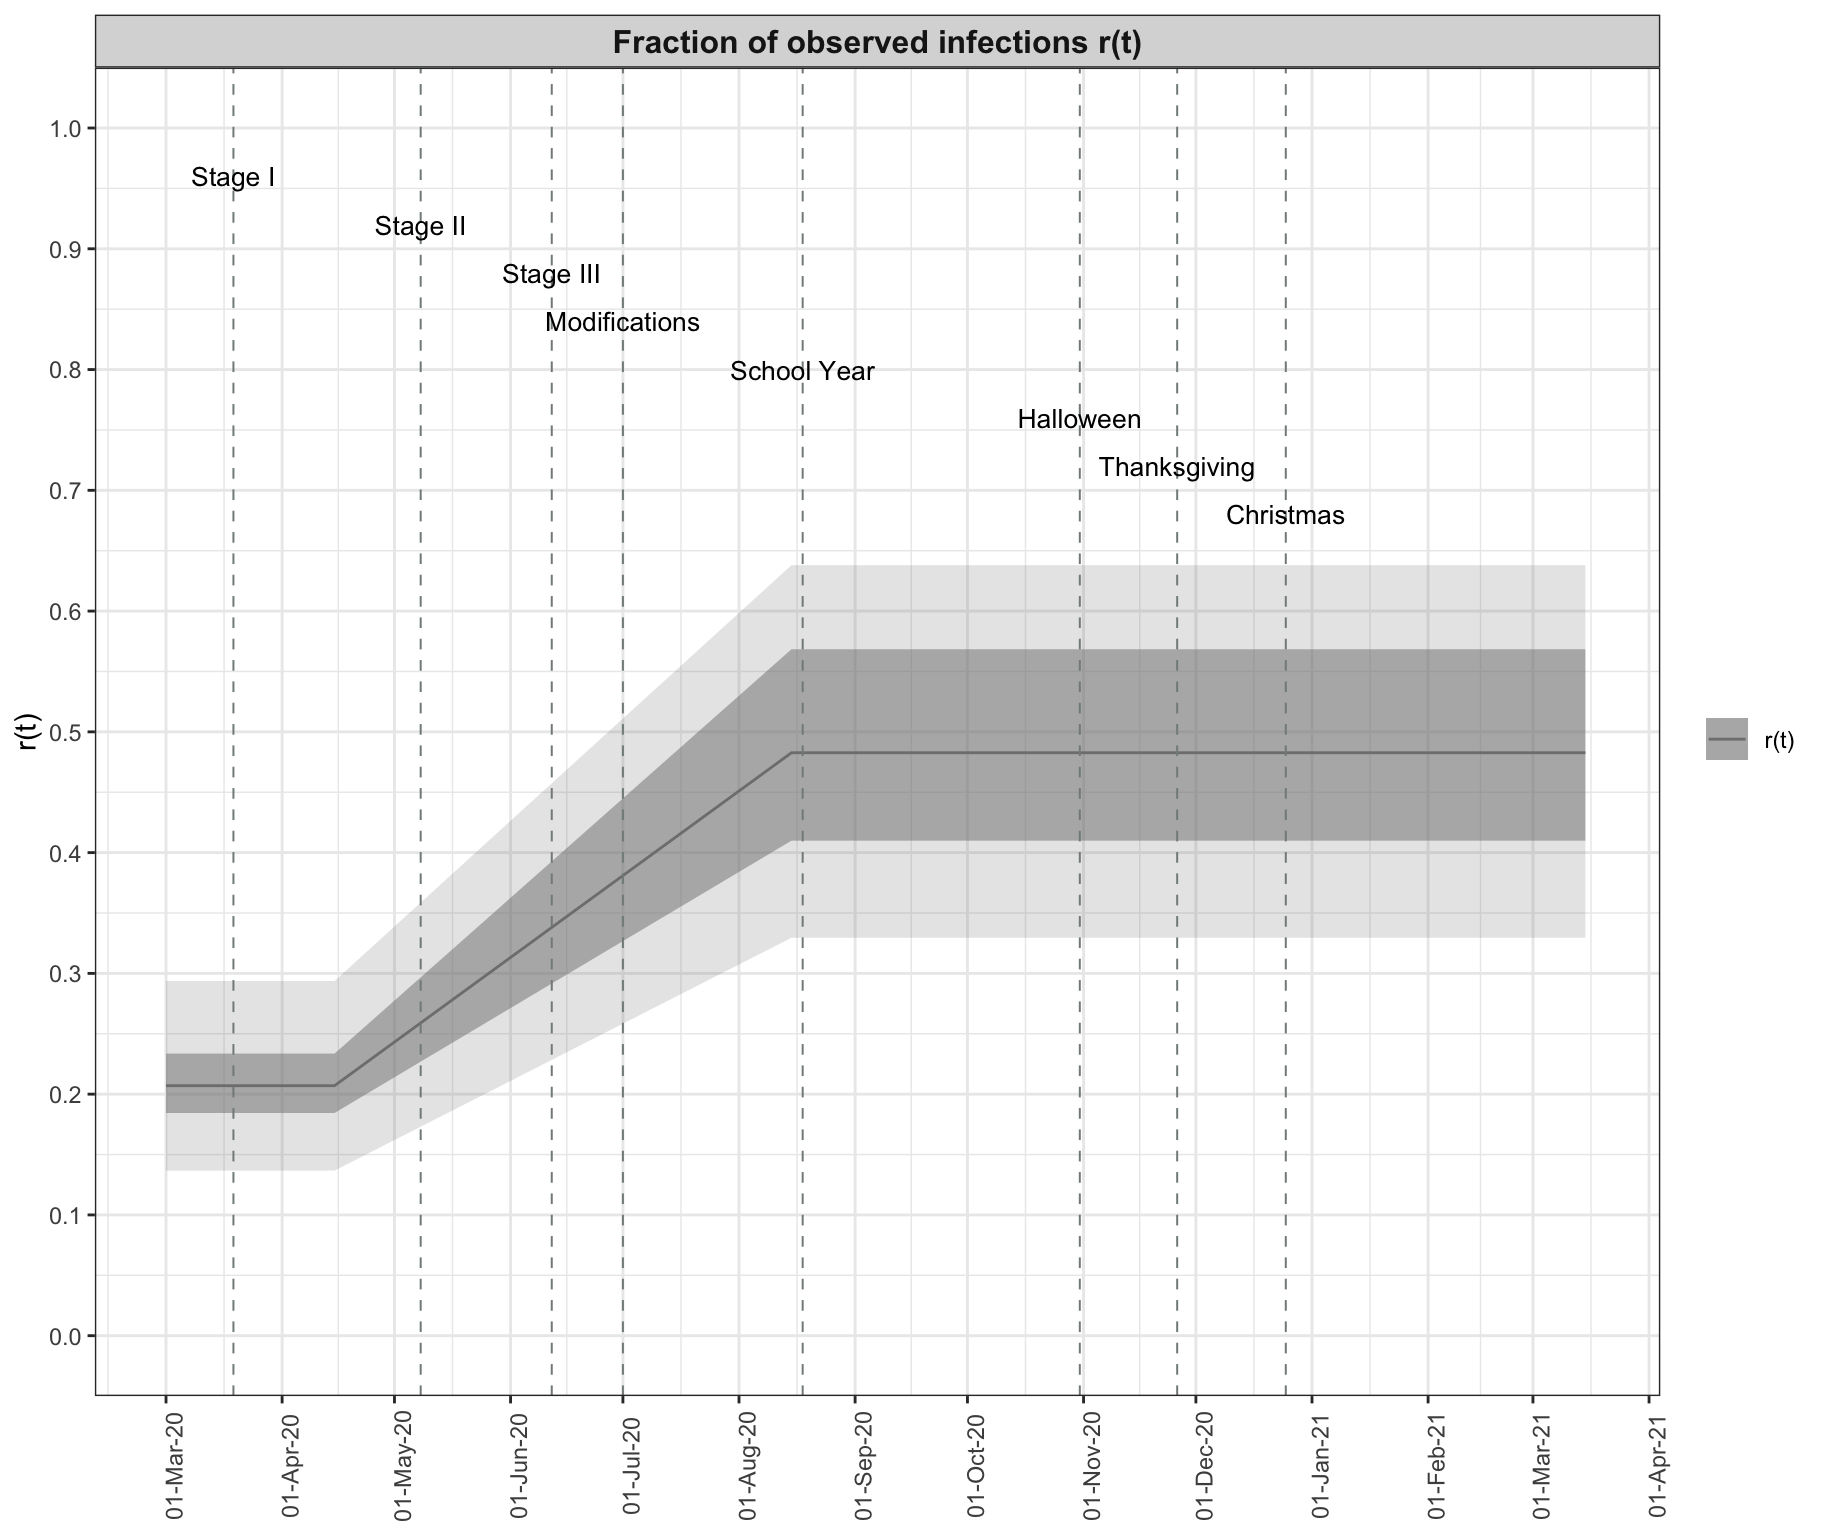 Fraction of observed infections r(t)
1.0
Stage I
Stage II
0.9
Stage III
Modifications
0.8
School Year
Halloween
Thanksgiving
0.7
Christmas
0.6
r(t)
0.5
r(t)
0.4
0.3
0.2
0.1
0.0
01-Mar-20
01-Apr-20
01-May-20
01-Jun-20
01-Jul-20
01-Aug-20
01-Sep-20
01-Oct-20
01-Nov-20
01-Dec-20
01-Jan-21
01-Feb-21
01-Mar-21
01-Apr-21